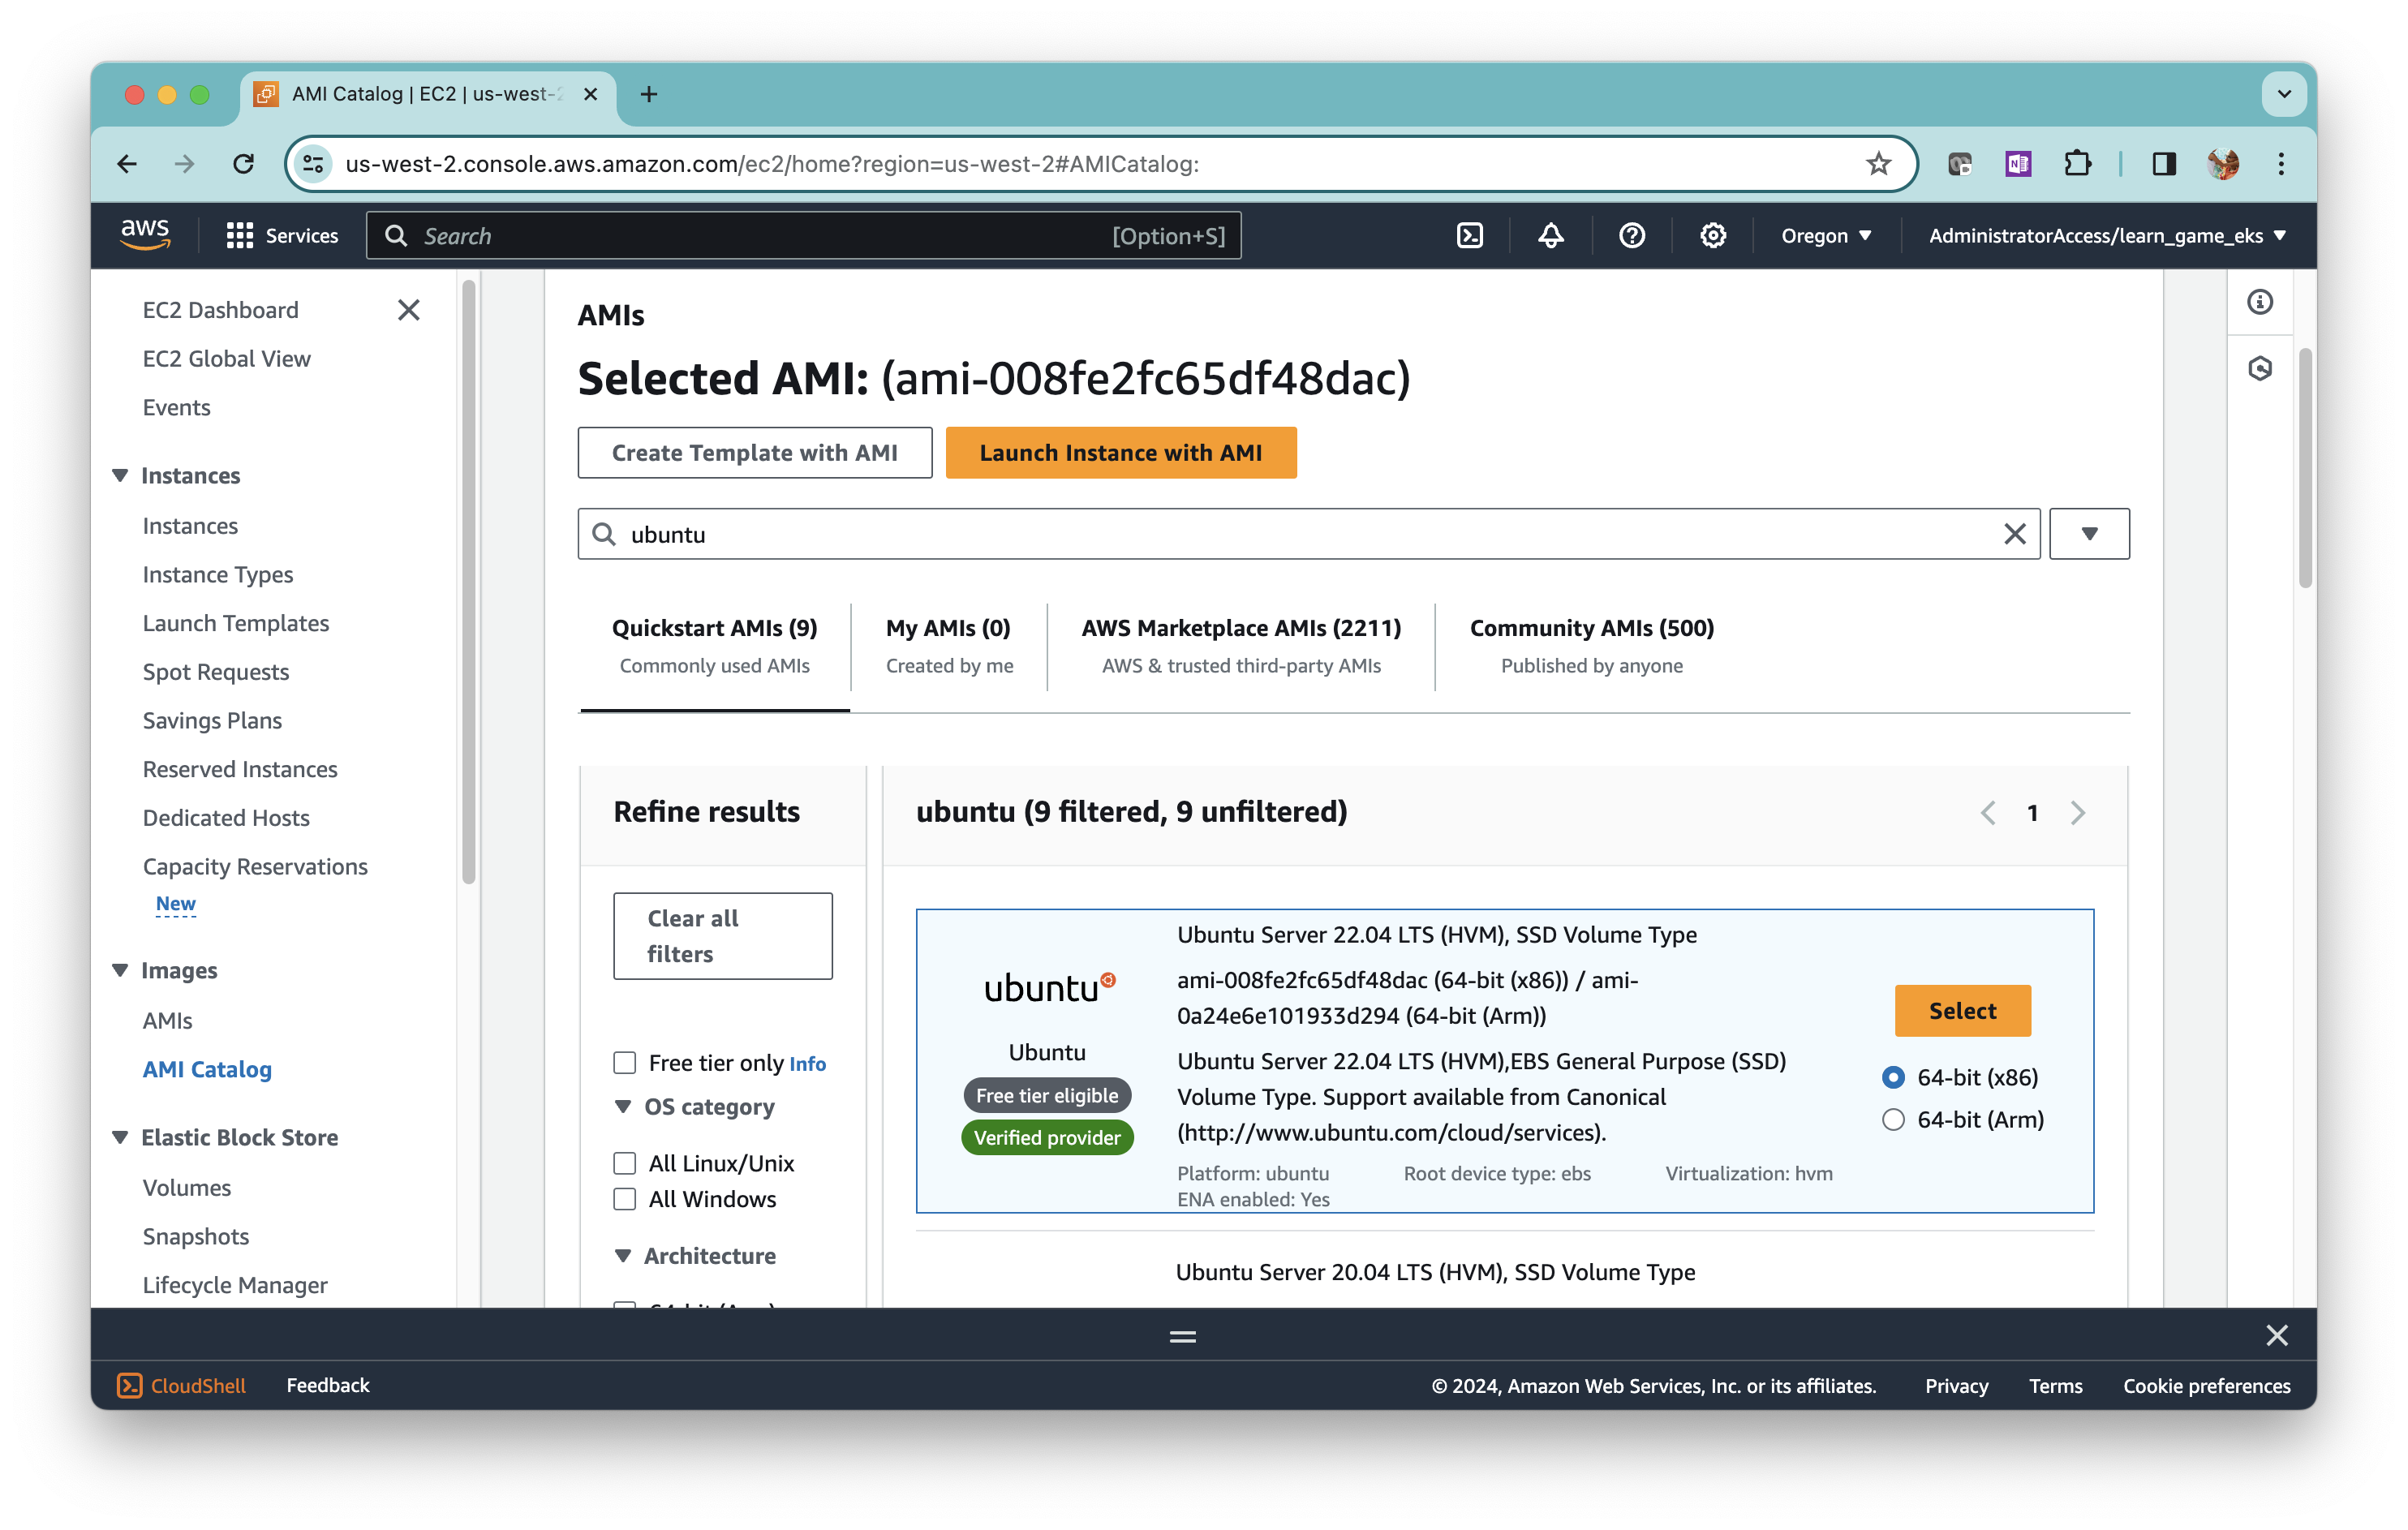 AMI Catalog | EC2 | us-west-2
us-west-2.console.aws.amazon.com/ec2/home?region=us-west-2#AMICatalog:
aws
Services
Search
[Option+S]
Oregon
AdministratorAccess/learn_game_eks
EC2 Dashboard
EC2 Global View
Events
Instances
Instances
Instance Types
Launch Templates
Spot Requests
Savings Plans
Reserved Instances
Dedicated Hosts
Capacity Reservations
New
Images
AMIs
AMI Catalog
Elastic Block Store
Volumes
Snapshots
Lifecycle Manager
AMIs
Selected AMI: (ami-008fe2fc65df48dac)
Create Template with AMI
Launch Instance with AMI
ubuntu
Quickstart AMIs (9)
Commonly used AMIs
My AMIs (0)
Created by me
AWS Marketplace AMIs (2211)
AWS & trusted third-party AMIs
Community AMIs (500)
Published by anyone
Refine results
Clear all
filters
Free tier only Info
OS category
All Linux/Unix
All Windows
Architecture
ubuntu (9 filtered, 9 unfiltered)
1
ubuntu
Ubuntu
Free tier eligible
Verified provider
Ubuntu Server 22.04 LTS (HVM), SSD Volume Type
ami-008fe2fc65df48dac (64-bit (x86)) / ami-
0a24e6e101933d294 (64-bit (Arm))
Ubuntu Server 22.04 LTS (HVM),EBS General Purpose (SSD)
Volume Type. Support available from Canonical
(http://www.ubuntu.com/cloud/services).
Platform: ubuntu
Root device type: ebs
Virtualization: hvm
ENA enabled: Yes
Select
64-bit (x86)
64-bit (Arm)
Ubuntu Server 20.04 LTS (HVM), SSD Volume Type
CloudShell
Feedback
© 2024, Amazon Web Services, Inc. or its affiliates.
Privacy
Terms
Cookie preferences